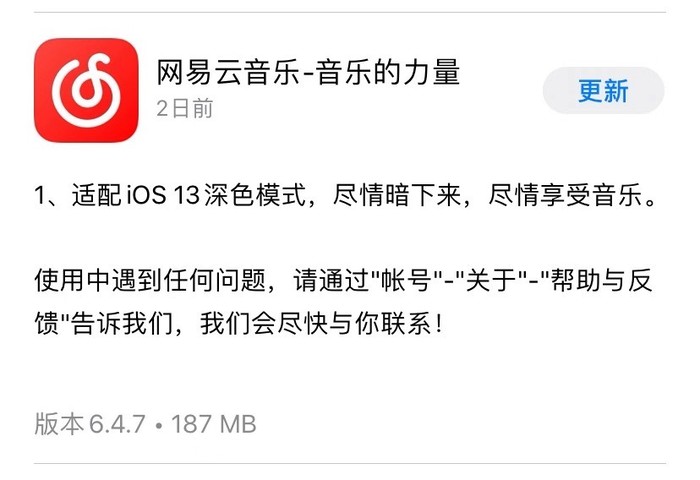 网易云音乐-音乐的力量
2日前
更新
1、适配iOS 13深色模式，尽情暗下来，尽情享受音乐。
使用中遇到任何问题，请通过"帐号"-"关于"-"帮助与反
馈"告诉我们，我们会尽快与你联系！
版本 6.4.7 • 187 MB